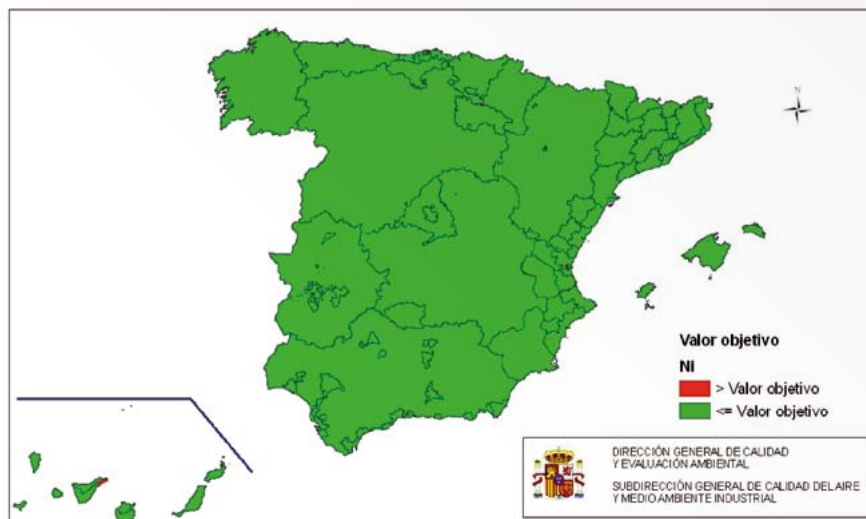 N
Valor objetivo
NI
> Valor objetivo
<= Valor objetivo
DIRECCIÓN GENERAL DE CALIDAD
Y EVALUACIÓN AMBIENTAL
SUBDIRECCIÓN GENERAL DE CALIDAD DEL AIRE
Y MEDIO AMBIENTE INDUSTRIAL